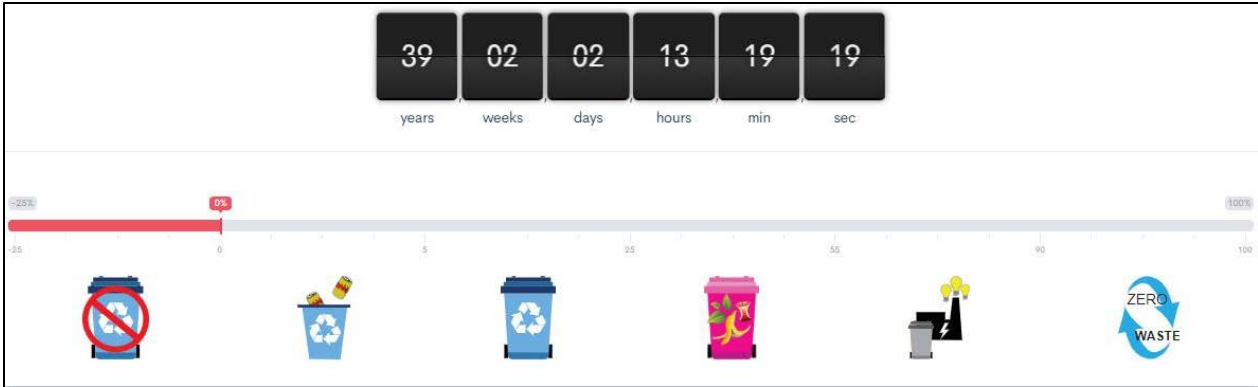 39 02 02 13 19 19
years weeks days hours min sec
-25% 0% 100%
-25 0 5 25 55 90 100
ZERO
WASTE